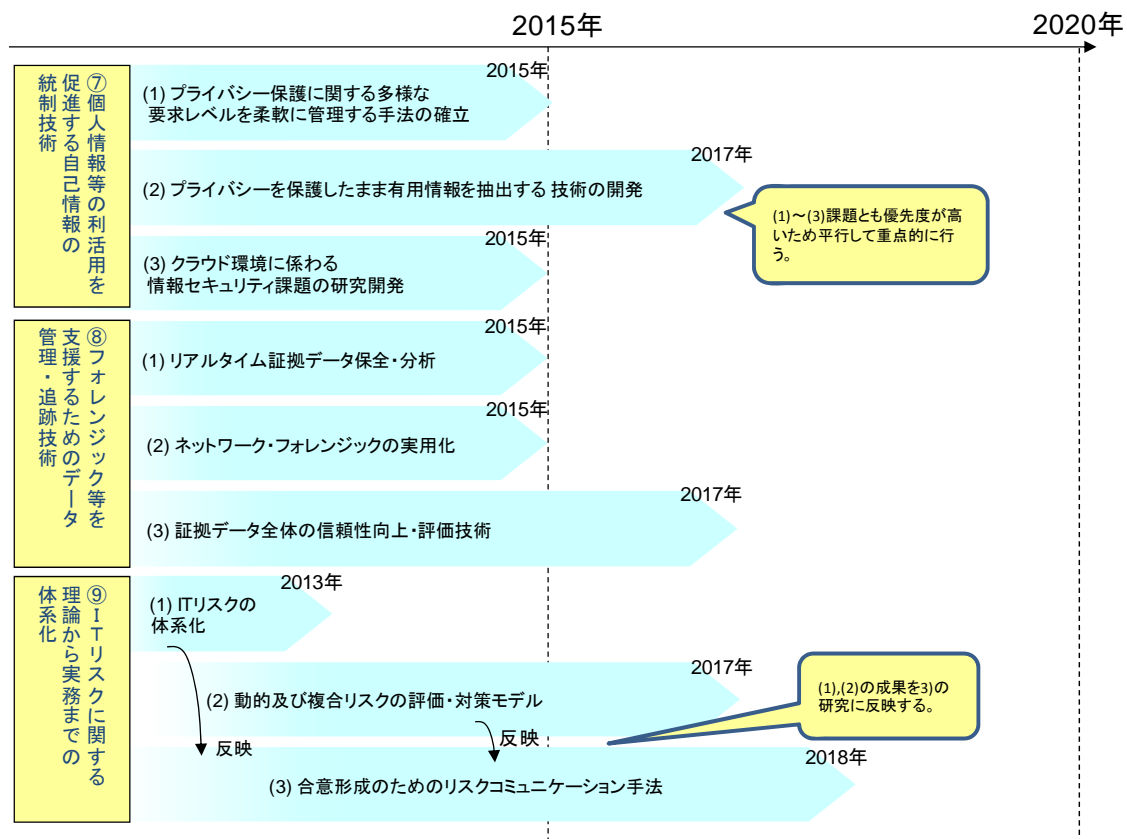 2015年
2020年
⑦個人情報等の利活用を
促進する自己情報の
統制技術
2015年
(1) プライバシー保護に関する多様な
要求レベルを柔軟に管理する手法の確立
2017年
(2) プライバシーを保護したまま有用情報を抽出する 技術の開発
(1)～(3)課題とも優先度が高
いため平行して重点的に行
う。
2015年
(3) クラウド環境に係わる
情報セキュリティ課題の研究開発
⑧フォレンジック等を
支援するためのデータ
管理・追跡技術
2015年
(1) リアルタイム証拠データ保全・分析
2015年
(2) ネットワーク・フォレンジックの実用化
2017年
(3) 証拠データ全体の信頼性向上・評価技術
⑨ITリスクに関する
理論から実務までの
体系化
2013年
(1) ITリスクの
体系化
2017年
(2) 動的及び複合リスクの評価・対策モデル
(1),(2)の成果を3)の
研究に反映する。
反映
反映
2018年
(3) 合意形成のためのリスクコミュニケーション手法